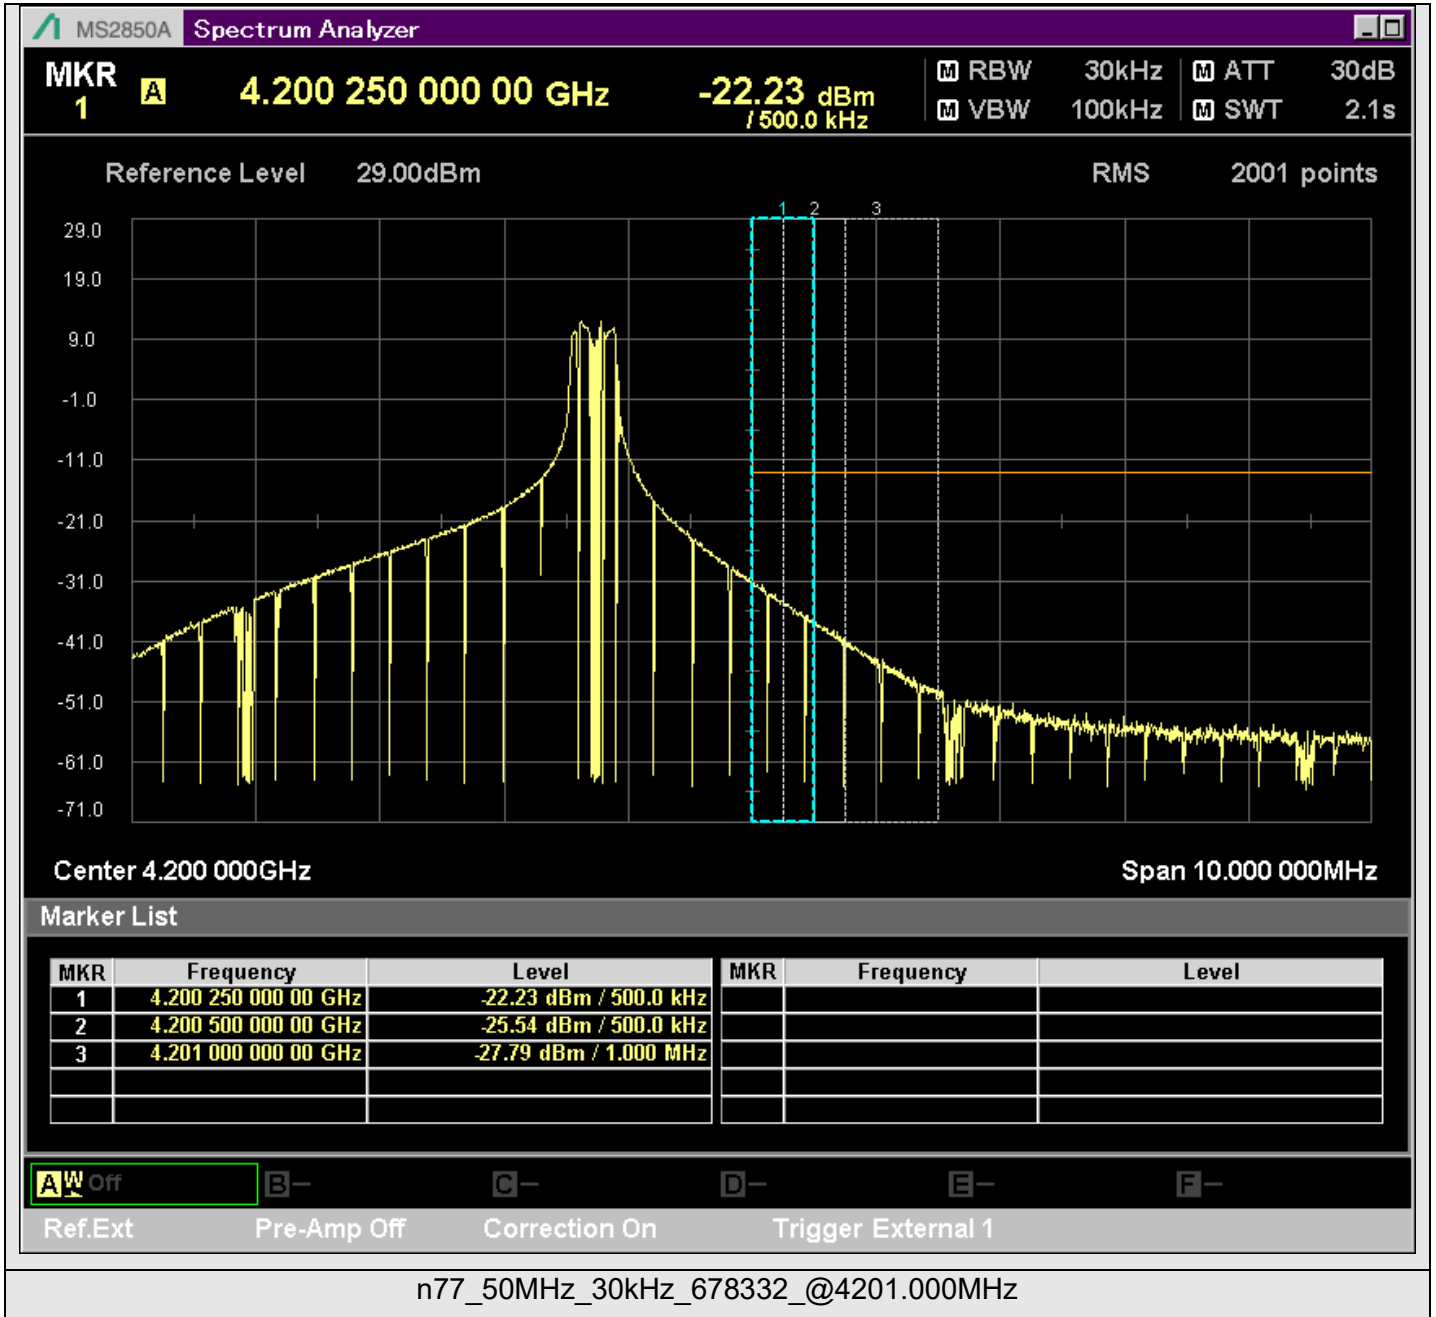 MS2850A Spectrum Analyzer
MKR 1 A 4.200 250 000 00 GHz -22.23 dBm / 500.0 kHz
M RBW 30kHz M ATT 30dB
M VBW 100kHz M SWT 2.1s
Reference Level 29.00dBm RMS 2001 points
1 2 3
29.0
19.0
9.0
-1.0
-11.0
-21.0
-31.0
-41.0
-51.0
-61.0
-71.0
Center 4.200 000GHz Span 10.000 000MHz
Marker List
MKR Frequency Level MKR Frequency Level
1 4.200 250 000 00 GHz -22.23 dBm / 500.0 kHz
2 4.200 500 000 00 GHz -25.54 dBm / 500.0 kHz
3 4.201 000 000 00 GHz -27.79 dBm / 1.000 MHz
A W Off B - C - D - E - F -
Ref.Ext Pre-Amp Off Correction On Trigger External 1
n77_50MHz_30kHz_678332_@4201.000MHz